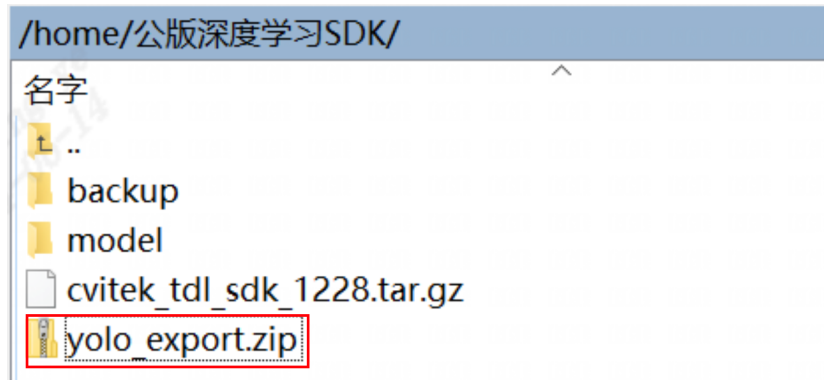 /home/公版深度学习SDK/
名字
..
backup
model
cvitek_tdl_sdk_1228.tar.gz
yolo_export.zip